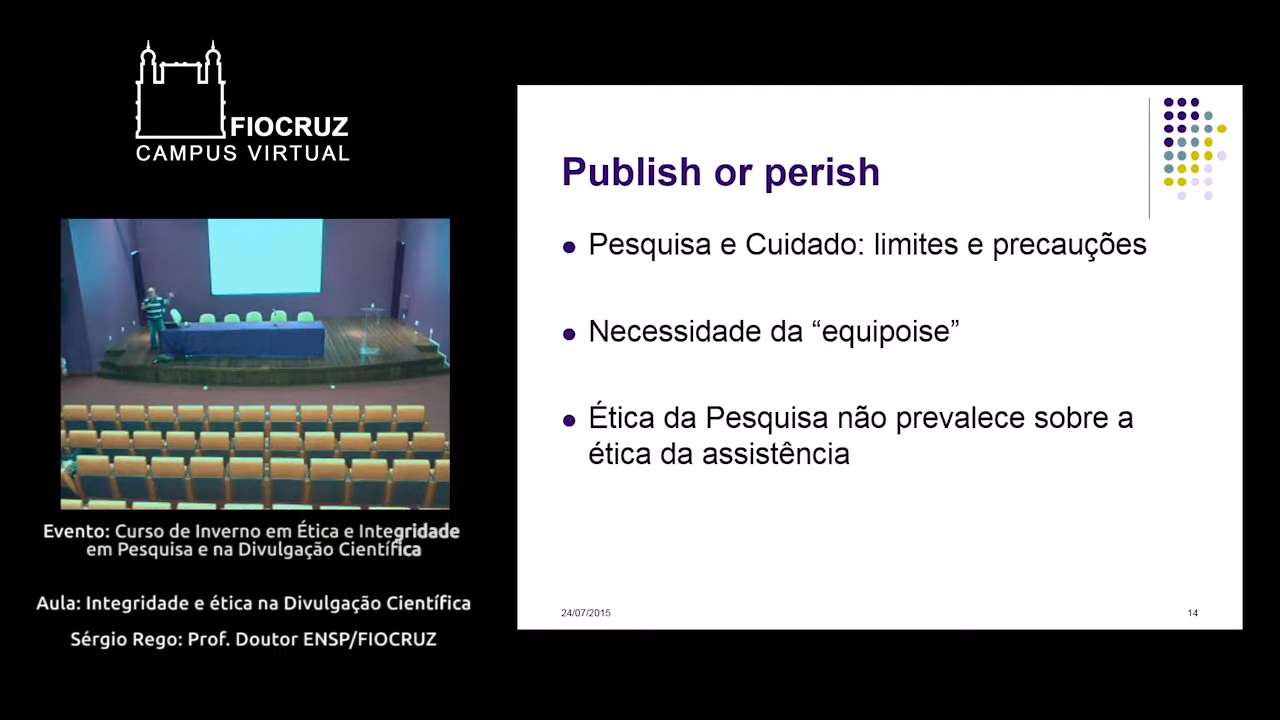 FIOCRUZ
CAMPUS VIRTUAL
Evento: Curso de Inverno em Ética e Integridade
em Pesquisa e na Divulgação Científica
Aula: Integridade e ética na Divulgação Científica
Sérgio Rego: Prof. Doutor ENSP/FIOCRUZ
Publish or perish
Pesquisa e Cuidado: limites e precauções
Necessidade da “equipoise”
Ética da Pesquisa não prevalece sobre a
ética da assistência
24/07/2015
14